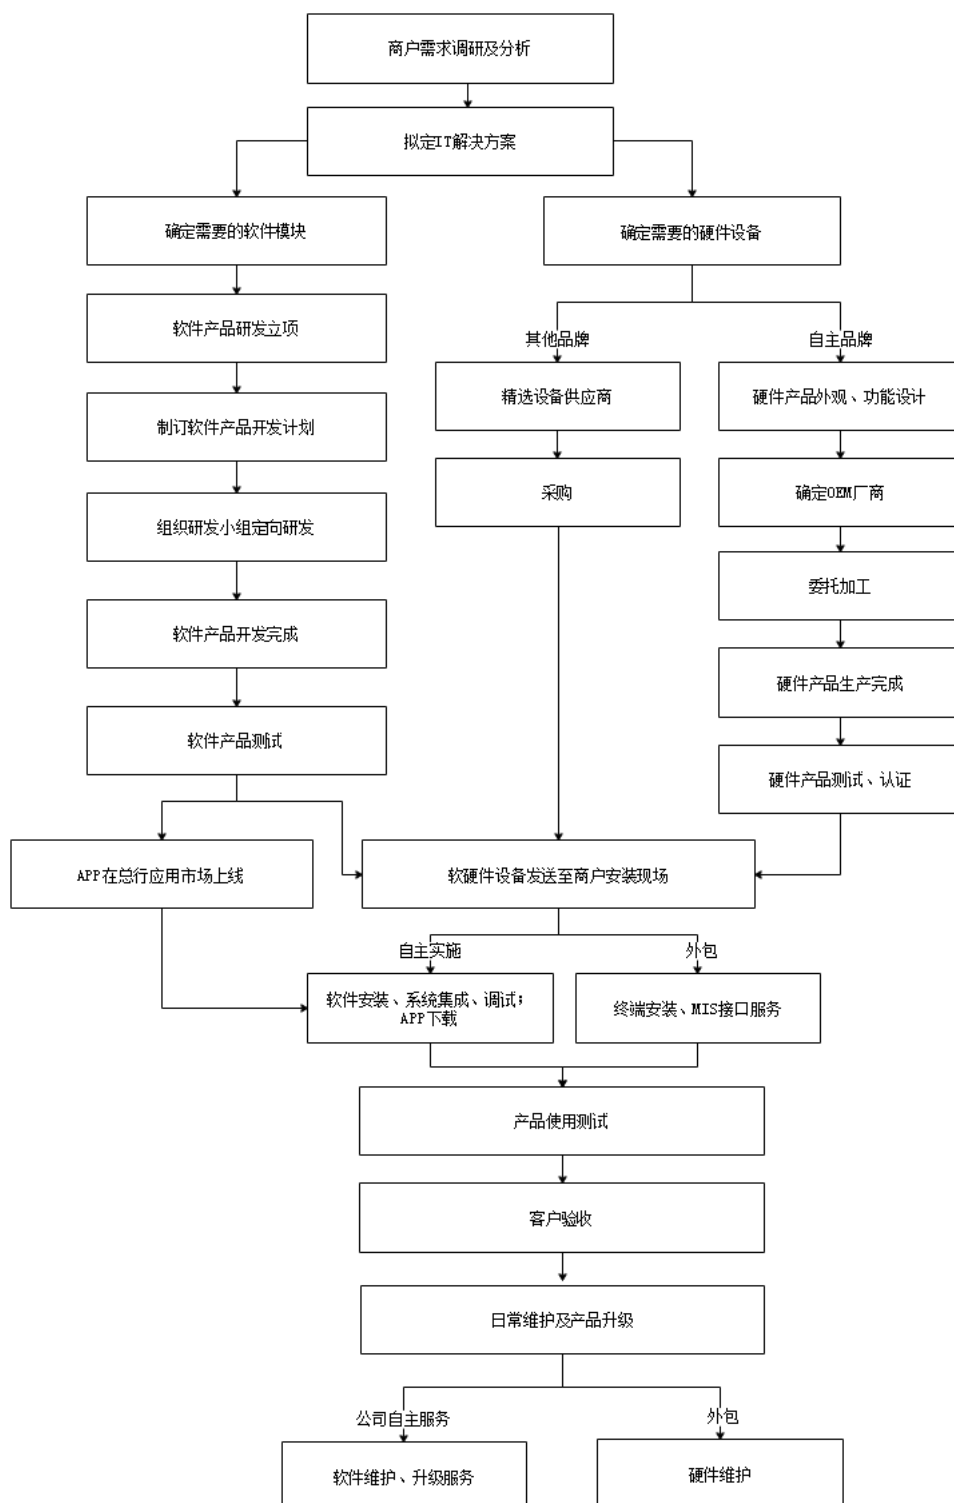 商户需求调研及分析
拟定IT解决方案
确定需要的软件模块
确定需要的硬件设备
软件产品研发立项
其他品牌
自主品牌
精选设备供应商
硬件产品外观、功能设计
制订软件产品开发计划
采购
确定OEM厂商
组织研发小组定向研发
委托加工
软件产品开发完成
硬件产品生产完成
软件产品测试
硬件产品测试、认证
APP在总行应用市场上线
软硬件设备发送至商户安装现场
自主实施
外包
软件安装、系统集成、调试；
APP下载
终端安装、MIS接口服务
产品使用测试
客户验收
日常维护及产品升级
公司自主服务
外包
软件维护、升级服务
硬件维护